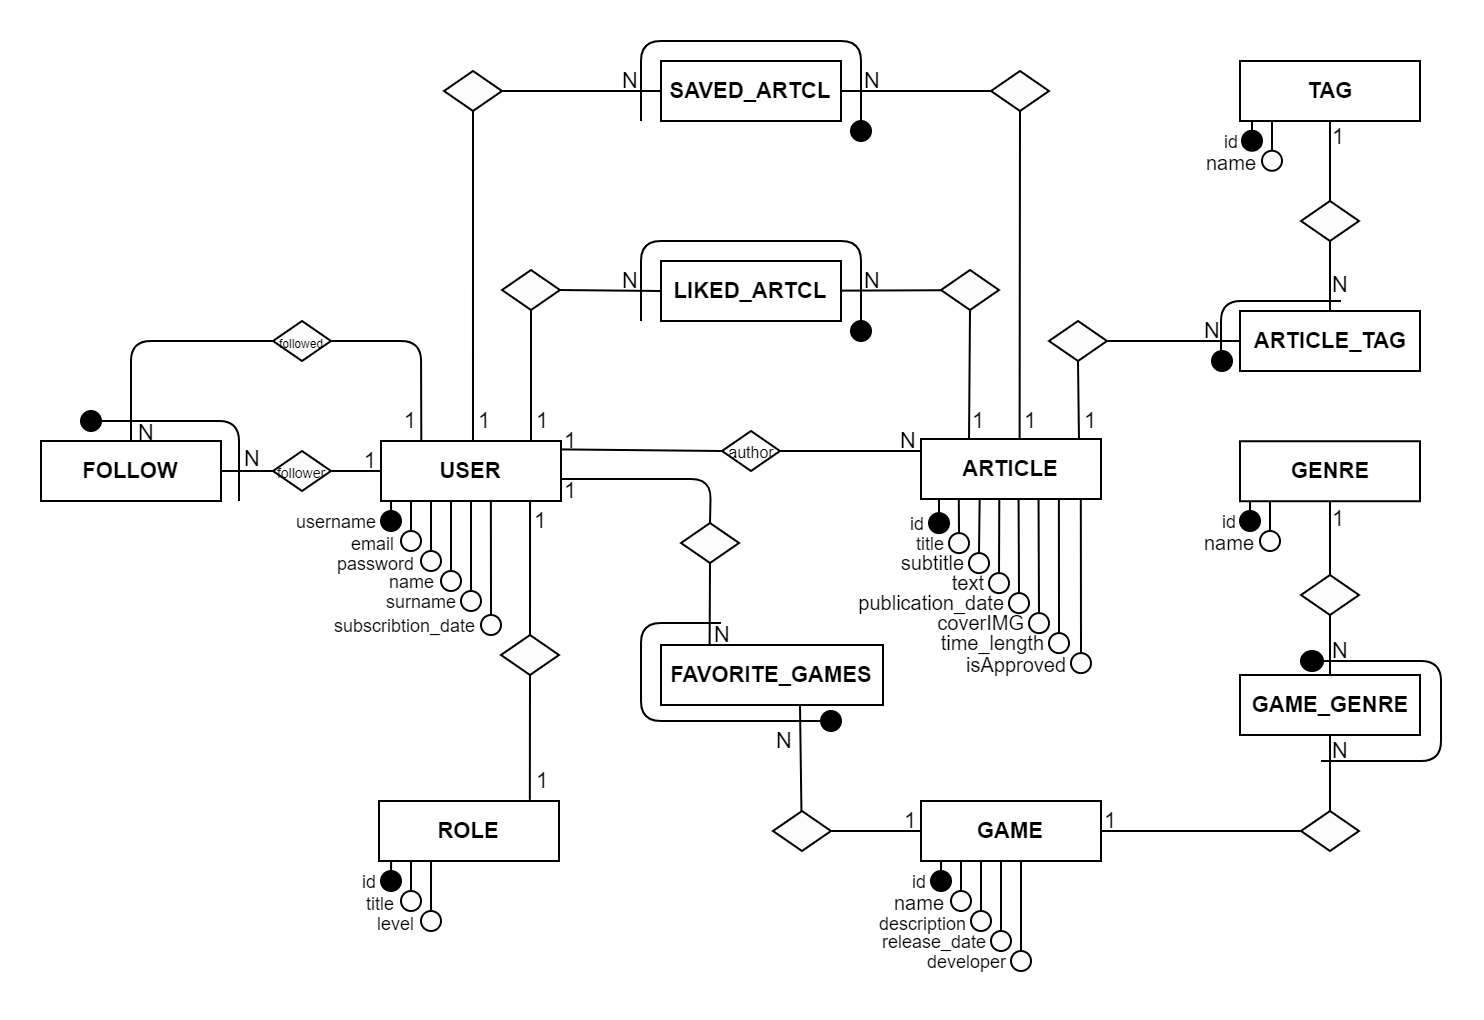 N
SAVED_ARTCL
N
TAG
1
id
name
N
LIKED_ARTCL
N
N
followed
N
ARTICLE_TAG
1
1
1
1
1
1
N
FOLLOW
N
follower
1
USER
1
author
N
ARTICLE
GENRE
1
username
email
password
name
surname
subscribtion_date
1
id
title
subtitle
text
publication_date
coverIMG
time_length
isApproved
id
name
1
N
FAVORITE_GAMES
N
N
GAME_GENRE
N
1
ROLE
1
GAME
1
id
title
level
id
name
description
release_date
developer